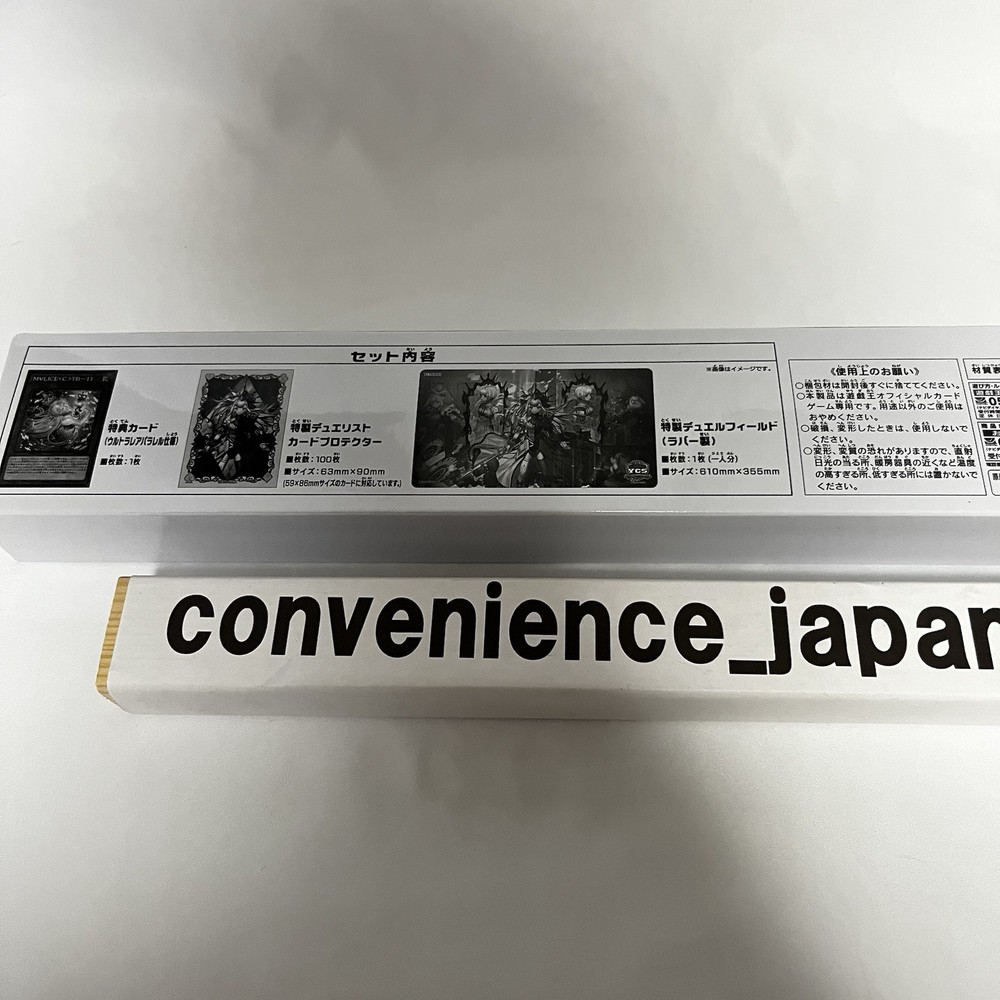 セット内容
※画像はイメージです。
M∀LICE<C>TB-11
特典カード
(ウルトラレアパラレル仕様)
■枚数：1枚
特製デュエリスト
カードプロテクター
■枚数：100枚
■サイズ：63mm×90mm
(59×86mmサイズのカードに対応しています。)
YCS
特製デュエルフィールド
(ラバー製)
■枚数：1枚(一人分)
■サイズ：610mm×355mm
《使用上のお願い》
○梱包材は開封後すぐに捨ててください。
○本製品は遊戯王オフィシャルカード
ゲーム専用です。用途以外のご使用は
おやめください。
○破損、変形したときは、使用しないで
ください。
○変形、変質の恐れがありますので、直射
日光の当る所、暖房器具の近くなど温度
の高すぎる所、低すぎる所には置かないで
ください。
材質表
convenience_japan